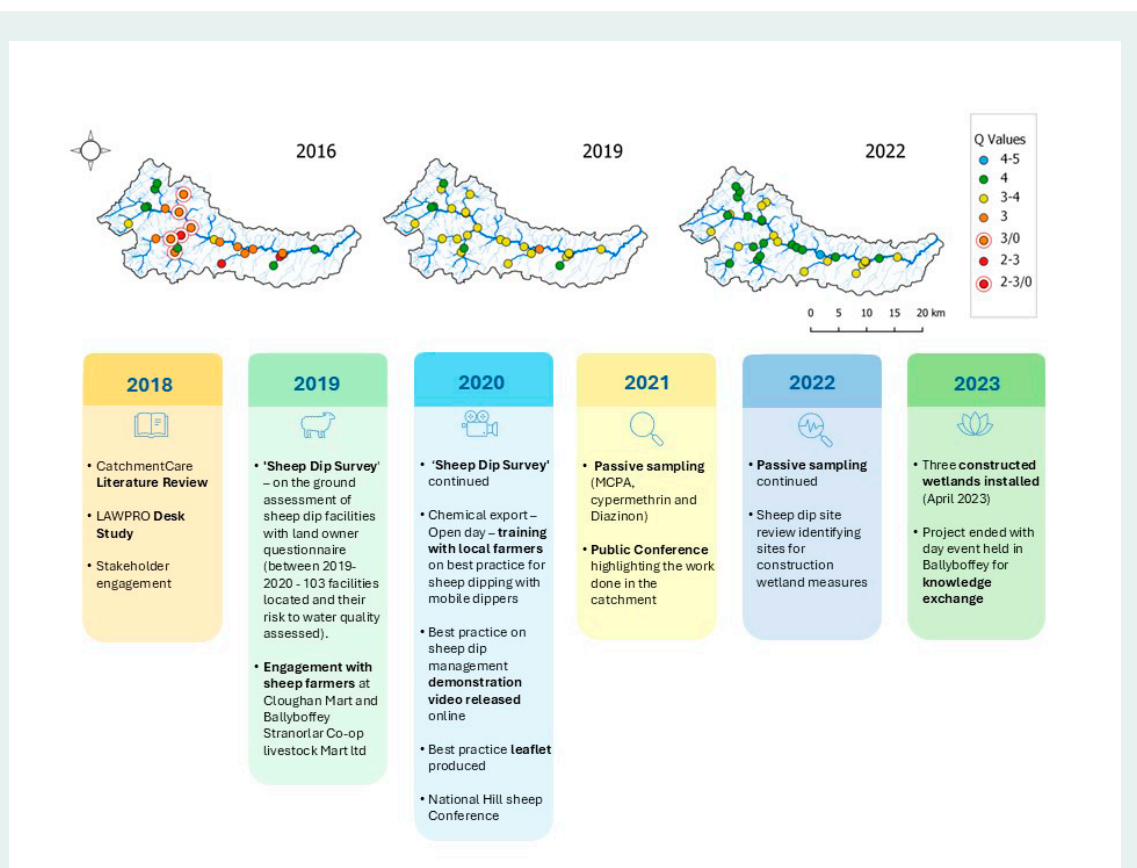 2016
2019
2022
Q Values
4-5
4
3-4
3
3/0
2-3
2-3/0
0 5 10 15 20 km
2018
• CatchmentCare
Literature Review
• LAWPRO Desk
Study
• Stakeholder
engagement
2019
• 'Sheep Dip Survey'
– on the ground
assessment of
sheep dip facilities
with land owner
questionnaire
(between 2019-
2020 - 103 facilities
located and their
risk to water quality
assessed).
• Engagement with
sheep farmers at
Cloughan Mart and
Ballyboffey
Stranorlar Co-op
livestock Mart ltd
2020
• ‘Sheep Dip Survey'
continued
• Chemical export –
Open day – training
with local farmers
on best practice for
sheep dipping with
mobile dippers
• Best practice on
sheep dip
management
demonstration
video released
online
• Best practice leaflet
produced
• National Hill sheep
Conference
2021
• Passive sampling
(MCPA,
cypermethrin and
Diazinon)
• Public Conference
highlighting the work
done in the
catchment
2022
• Passive sampling
continued
• Sheep dip site
review identifying
sites for
construction
wetland measures
2023
• Three constructed
wetlands installed
(April 2023)
• Project ended with
day event held in
Ballyboffey for
knowledge
exchange